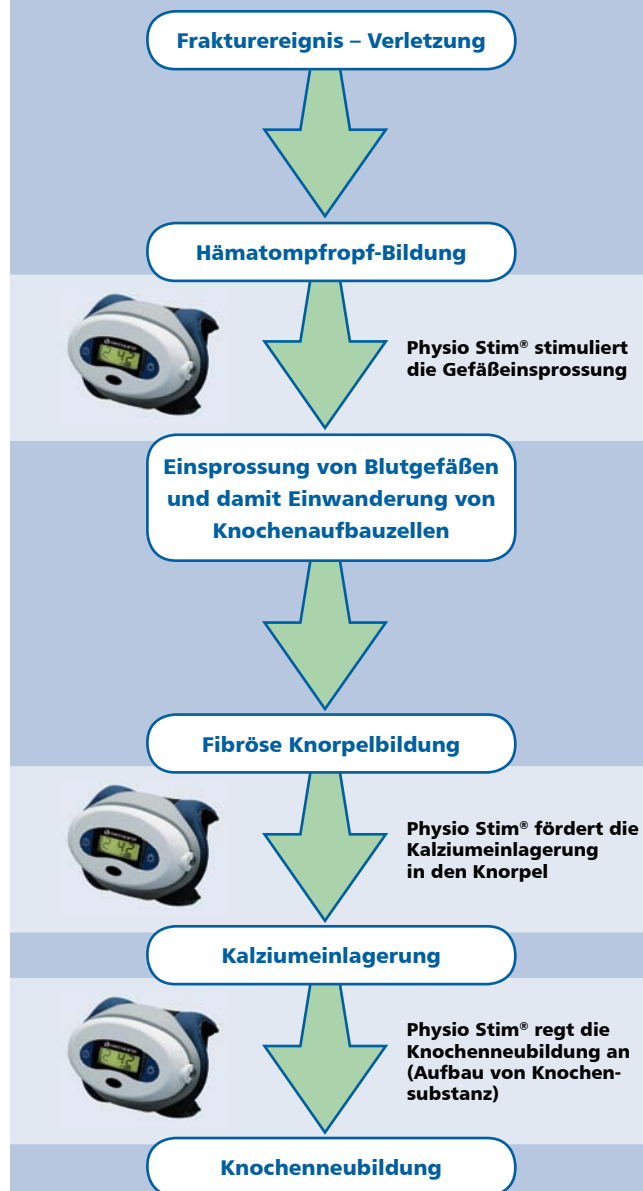 Frakturereignis – Verletzung
Hämatompfropf-Bildung
Physio Stim® stimuliert
die Gefäßeinsprossung
Einsprossung von Blutgefäßen
und damit Einwanderung von
Knochenaufbauzellen
Fibröse Knorpelbildung
Physio Stim® fördert die
Kalziumeinlagerung
in den Knorpel
Kalziumeinlagerung
Physio Stim® regt die
Knochenneubildung an
(Aufbau von Knochen-
substanz)
Knochenneubildung